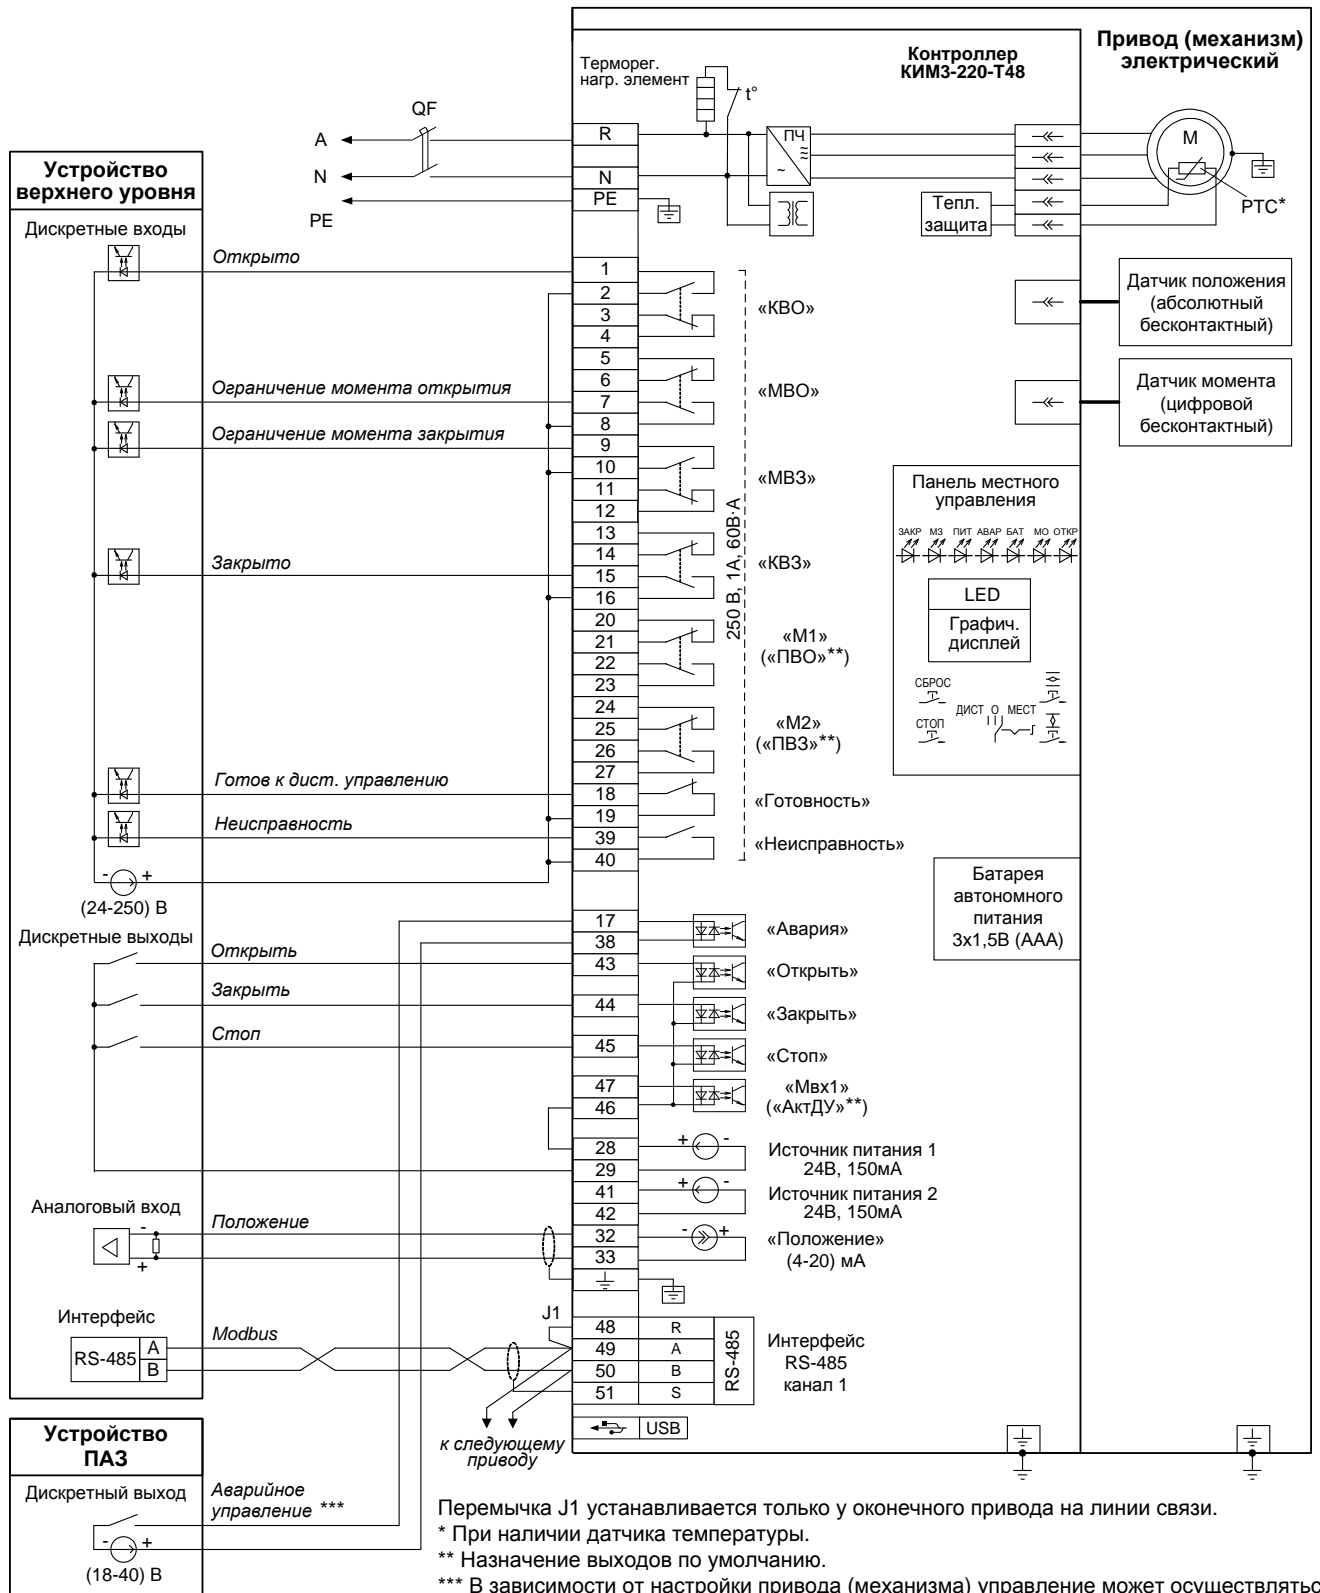 Контроллер
КИМ3-220-Т48
Привод (механизм)
электрический
Терморег.
нагр. элемент
t°
QF
A
N
PE
R
N
PE
ПЧ
~
M
Тепл.
защита
PTC*
Устройство
верхнего уровня
Дискретные входы
Открыто
Ограничение момента открытия
Ограничение момента закрытия
Закрыто
Готов к дист. управлению
Неисправность
- +
(24-250) В
Дискретные выходы
Открыть
Закрыть
Стоп
Аналоговый вход
-
+
Положение
Интерфейс
RS-485
A
B
Modbus
J1
к следующему
приводу
1
2
3
4
5
6
7
8
9
10
11
12
13
14
15
16
20
21
22
23
24
25
26
27
18
19
39
40
17
38
43
44
45
47
46
28
29
41
42
32
33
48 R
49 A
50 B
51 S
RS-485
USB
«КВО»
«МВО»
«МВЗ»
«КВЗ»
«М1»
(«ПВО»**)
«М2»
(«ПВЗ»**)
«Готовность»
«Неисправность»
250 В, 1А, 60В·А
«Авария»
«Открыть»
«Закрыть»
«Стоп»
«Мвх1»
(«АктДУ»**)
+ -
Источник питания 1
24В, 150мА
+ -
Источник питания 2
24В, 150мА
- +
«Положение»
(4-20) мА
Интерфейс
RS-485
канал 1
Датчик положения
(абсолютный
бесконтактный)
Датчик момента
(цифровой
бесконтактный)
Панель местного
управления
ЗАКР МЗ ПИТ АВАР БАТ МО ОТКР
LED
Графич.
дисплей
СБРОС
СТОП
ДИСТ О МЕСТ
Батарея
автономного
питания
3х1,5В (ААА)
Устройство
ПАЗ
Дискретный выход
Аварийное
управление ***
- +
(18-40) В
Перемычка J1 устанавливается только у оконечного привода на линии связи.
* При наличии датчика температуры.
** Назначение выходов по умолчанию.
*** В зависимости от настройки привода (механизма) управление может осуществлятьс